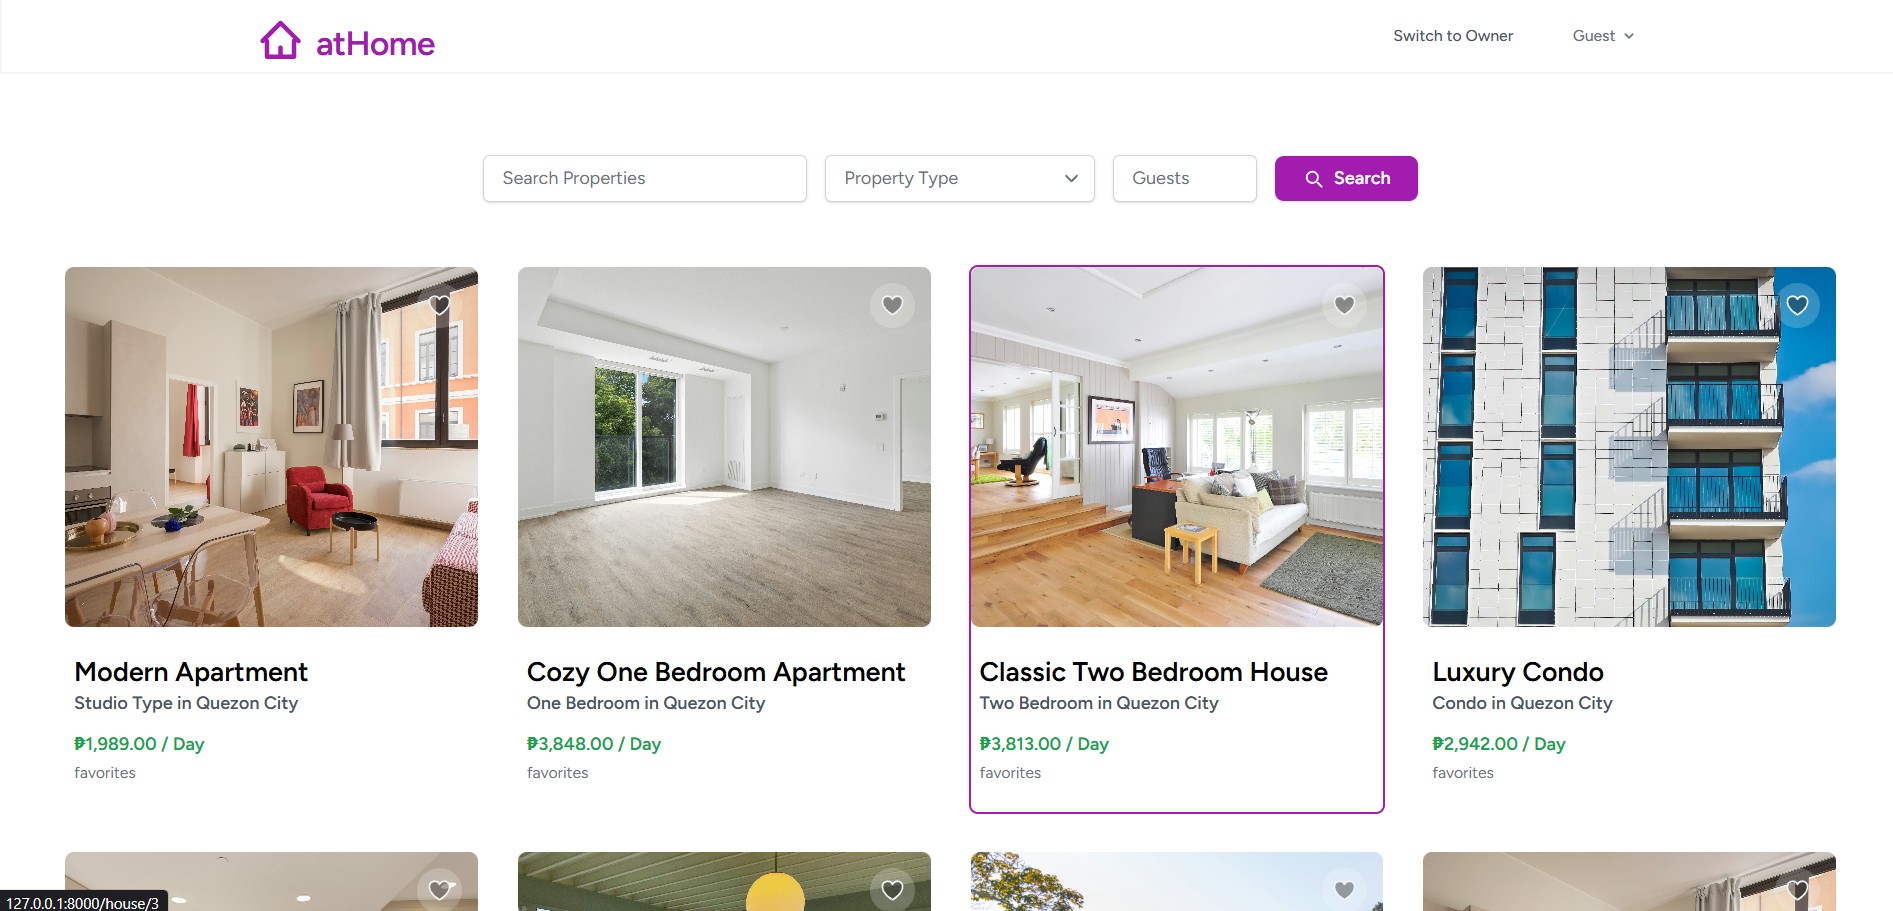 atHome
Switch to Owner
Guest
Search Properties
Property Type
Guests
Search
Modern Apartment
Studio Type in Quezon City
₱1,989.00 / Day
favorites
Cozy One Bedroom Apartment
One Bedroom in Quezon City
₱3,848.00 / Day
favorites
Classic Two Bedroom House
Two Bedroom in Quezon City
₱3,813.00 / Day
favorites
Luxury Condo
Condo in Quezon City
₱2,942.00 / Day
favorites
127.0.0.1:8000/house/3